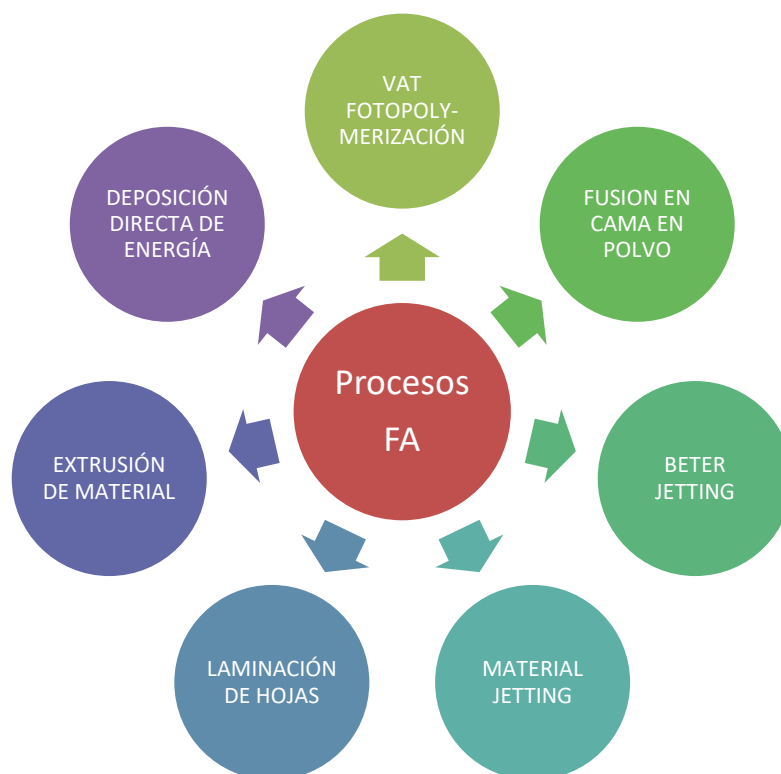 VAT
FOTOPOLY-
MERIZACIÓN
DEPOSICIÓN
DIRECTA DE
ENERGÍA
FUSION EN
CAMA EN
POLVO
Procesos
FA
EXTRUSIÓN
DE MATERIAL
BETER
JETTING
LAMINACIÓN
DE HOJAS
MATERIAL
JETTING